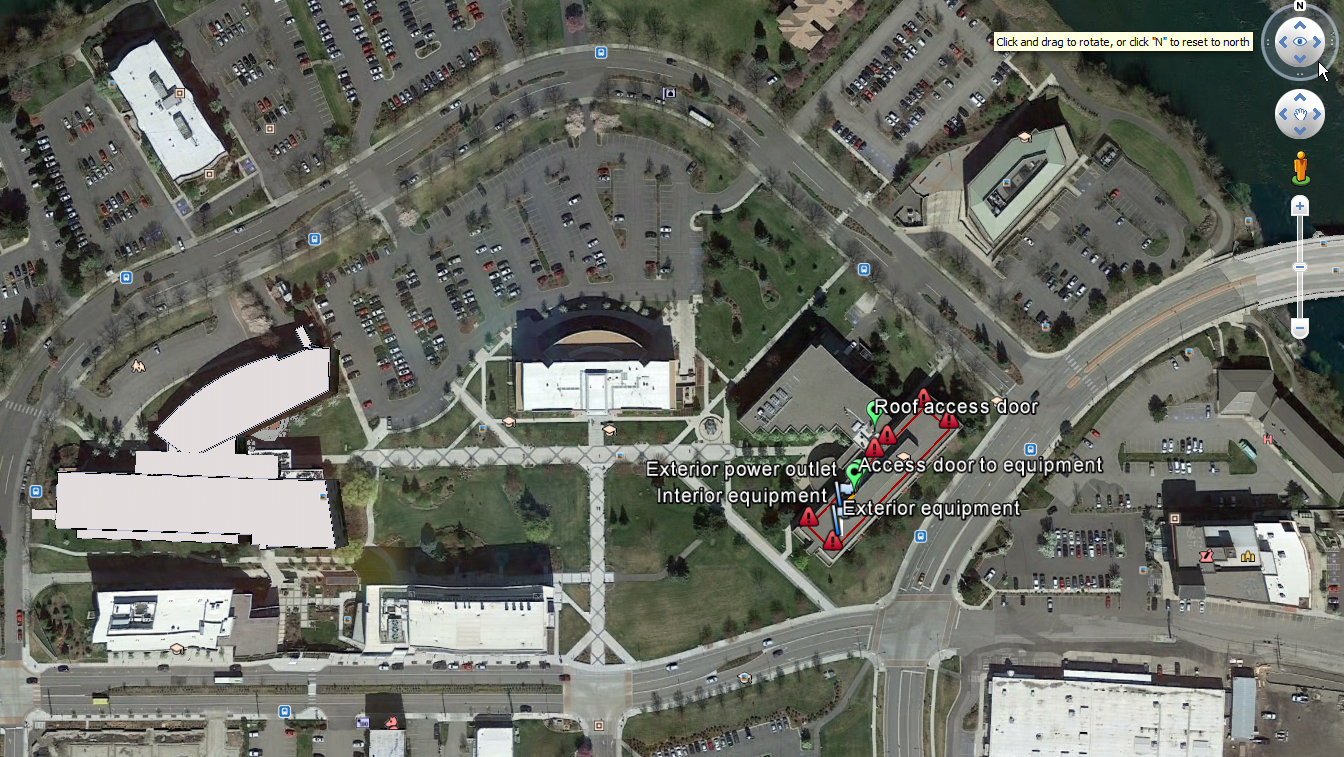 N
Click and drag to rotate, or click "N" to reset to north
Roof access door
Exterior power outlet
Access door to equipment
Interior equipment
Exterior equipment
H